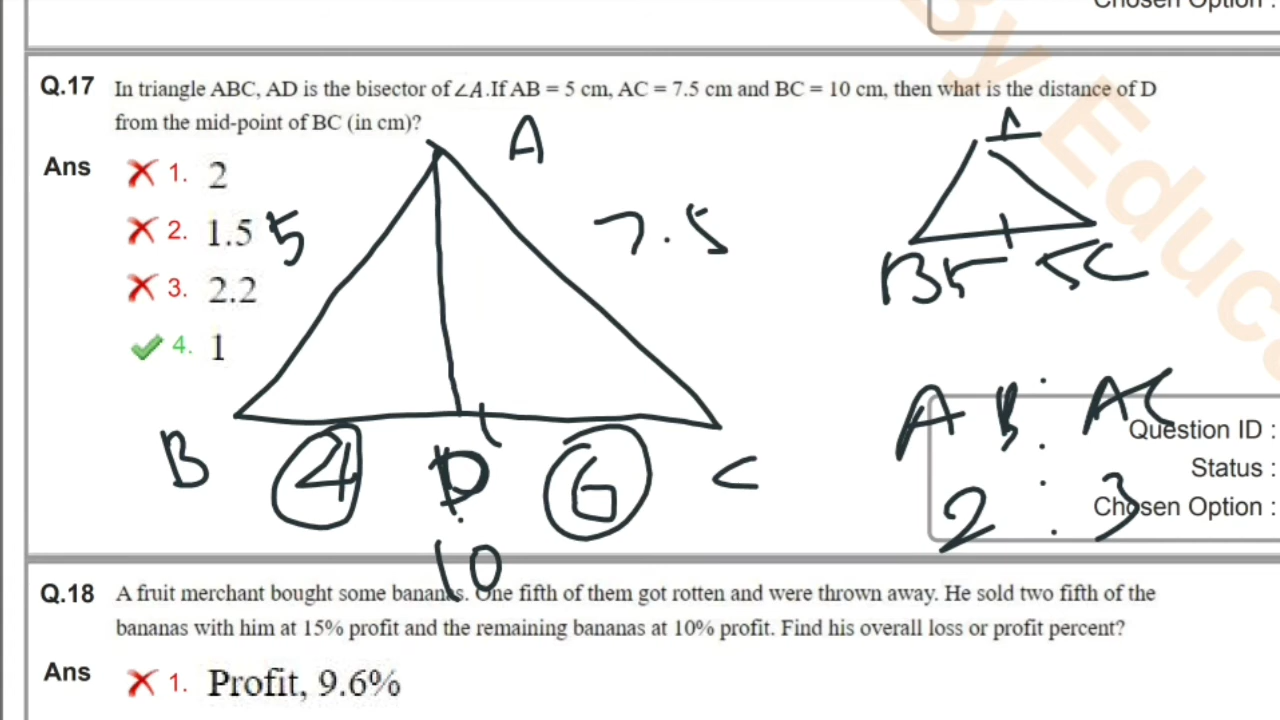 Chosen Option :
Q.17 In triangle ABC, AD is the bisector of ∠A.If AB = 5 cm, AC = 7.5 cm and BC = 10 cm, then what is the distance of D
from the mid-point of BC (in cm)?
Ans 1. 2
2. 1.5
3. 2.2
4. 1
A
5
7.5
B 4 D 6 C
10
A
B 5 5 C
AB : AC
2 : 3
Question ID :
Status :
Chosen Option :
Q.18 A fruit merchant bought some bananas. One fifth of them got rotten and were thrown away. He sold two fifth of the
bananas with him at 15% profit and the remaining bananas at 10% profit. Find his overall loss or profit percent?
Ans 1. Profit, 9.6%
By Educa